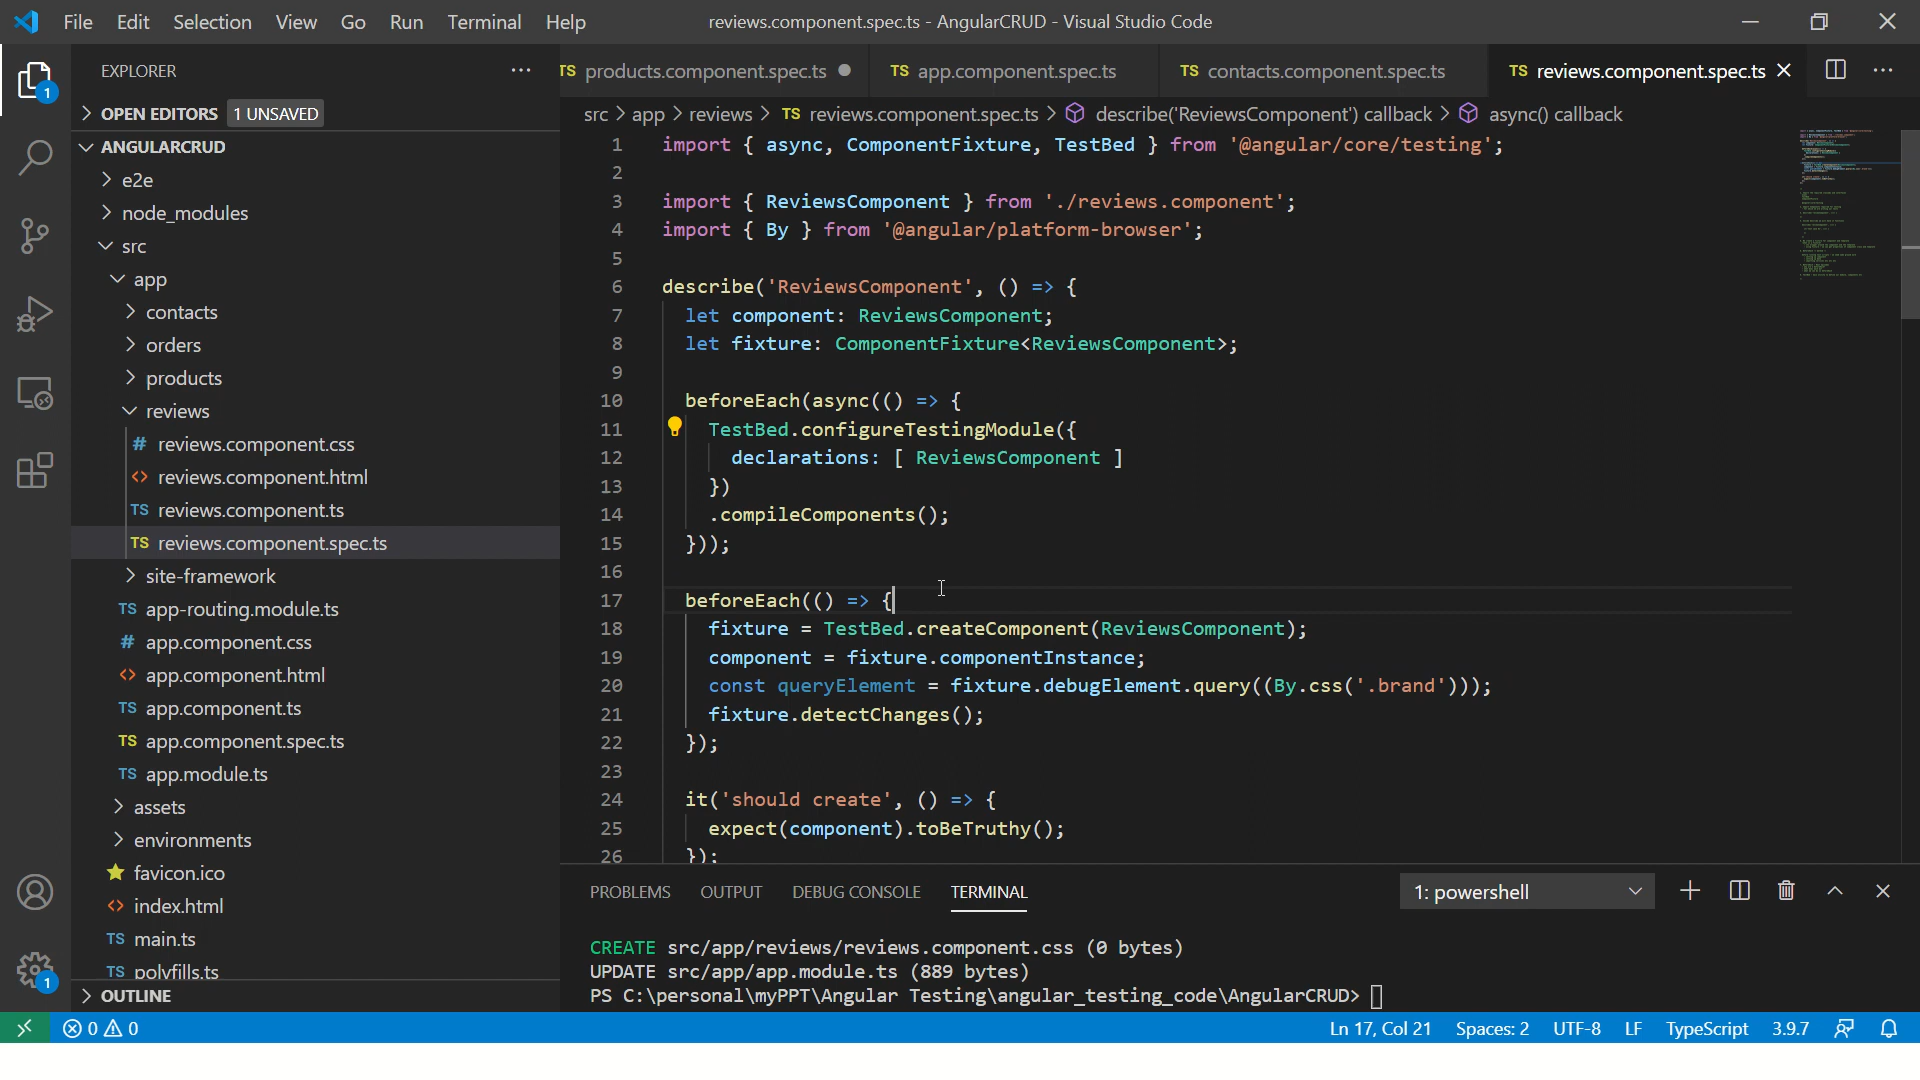 File Edit Selection View Go Run Terminal Help
reviews.component.spec.ts - AngularCRUD - Visual Studio Code
EXPLORER
OPEN EDITORS 1 UNSAVED
ANGULARCRUD
e2e
node_modules
src
app
contacts
orders
products
reviews
# reviews.component.css
<> reviews.component.html
TS reviews.component.ts
TS reviews.component.spec.ts
site-framework
TS app-routing.module.ts
# app.component.css
<> app.component.html
TS app.component.ts
TS app.component.spec.ts
TS app.module.ts
assets
environments
favicon.ico
<> index.html
TS main.ts
TS polyfills.ts
OUTLINE
1
1
TS products.component.spec.ts
TS app.component.spec.ts
TS contacts.component.spec.ts
TS reviews.component.spec.ts
src > app > reviews > TS reviews.component.spec.ts > describe('ReviewsComponent') callback > async() callback
1 import { async, ComponentFixture, TestBed } from '@angular/core/testing';
2
3 import { ReviewsComponent } from './reviews.component';
4 import { By } from '@angular/platform-browser';
5
6 describe('ReviewsComponent', () => {
7 let component: ReviewsComponent;
8 let fixture: ComponentFixture<ReviewsComponent>;
9
10 beforeEach(async(() => {
11 TestBed.configureTestingModule({
12 declarations: [ ReviewsComponent ]
13 })
14 .compileComponents();
15 }));
16
17 beforeEach(() => {
18 fixture = TestBed.createComponent(ReviewsComponent);
19 component = fixture.componentInstance;
20 const queryElement = fixture.debugElement.query((By.css('.brand')));
21 fixture.detectChanges();
22 });
23
24 it('should create', () => {
25 expect(component).toBeTruthy();
26 });
PROBLEMS OUTPUT DEBUG CONSOLE TERMINAL
1: powershell
CREATE src/app/reviews/reviews.component.css (0 bytes)
UPDATE src/app/app.module.ts (889 bytes)
PS C:\personal\myPPT\Angular Testing\angular_testing_code\AngularCRUD>
0 0
Ln 17, Col 21 Spaces: 2 UTF-8 LF TypeScript 3.9.7